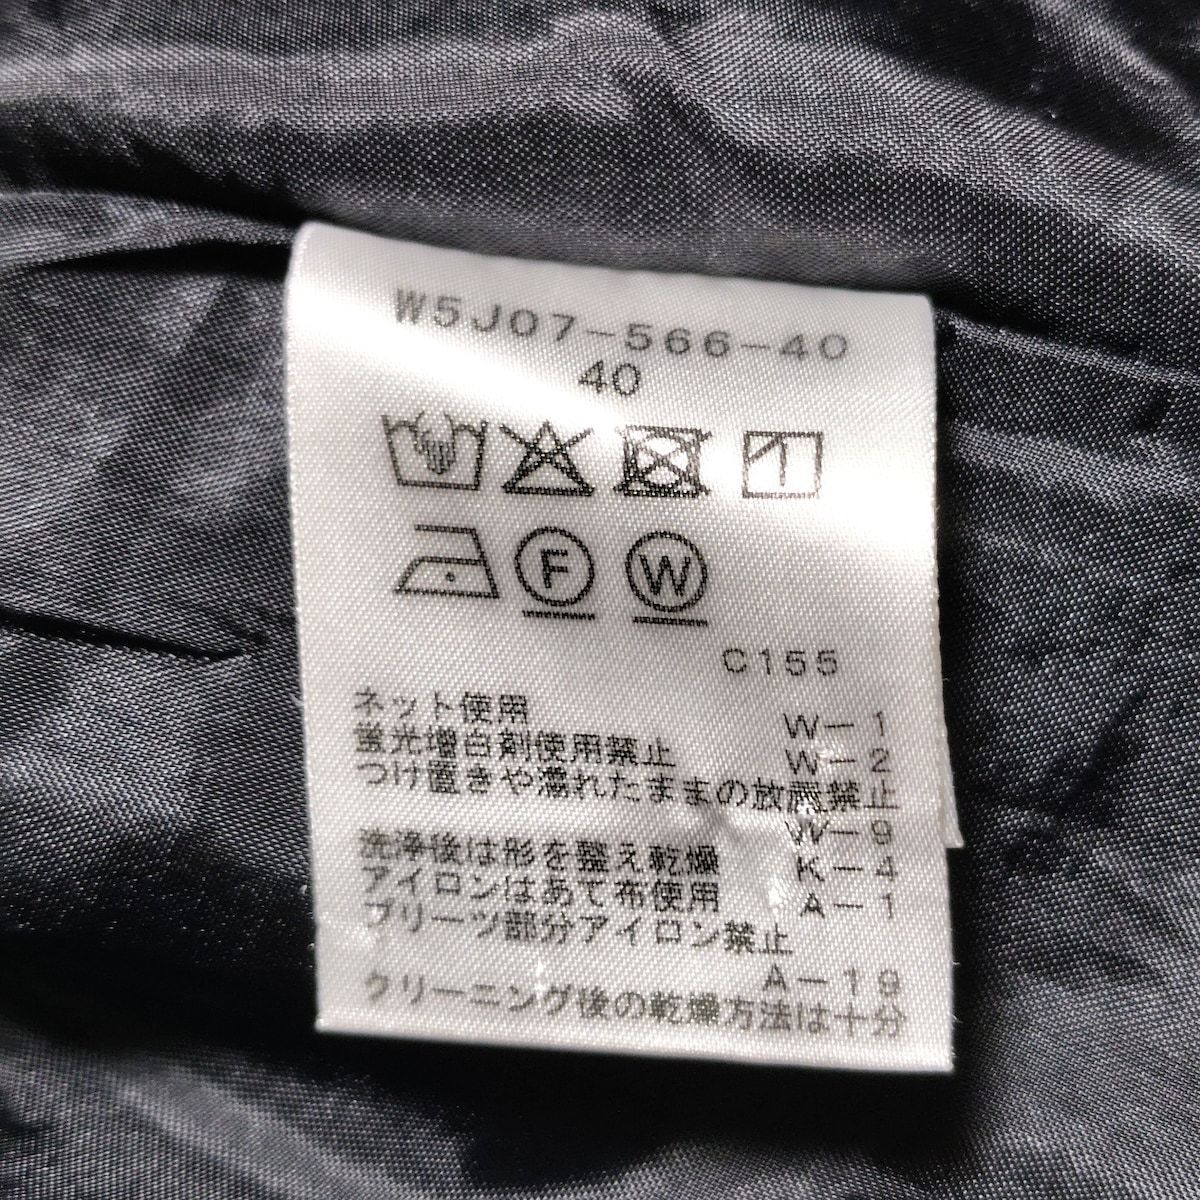 W5J07-566-40
40
F W
C155
ネット使用 W-1
蛍光増白剤使用禁止 W-2
つけ置きや濡れたままの放置禁止
W-9
洗浄後は形を整え乾燥 K-4
アイロンはあて布使用 A-1
プリーツ部分アイロン禁止
A-19
クリーニング後の乾燥方法は十分